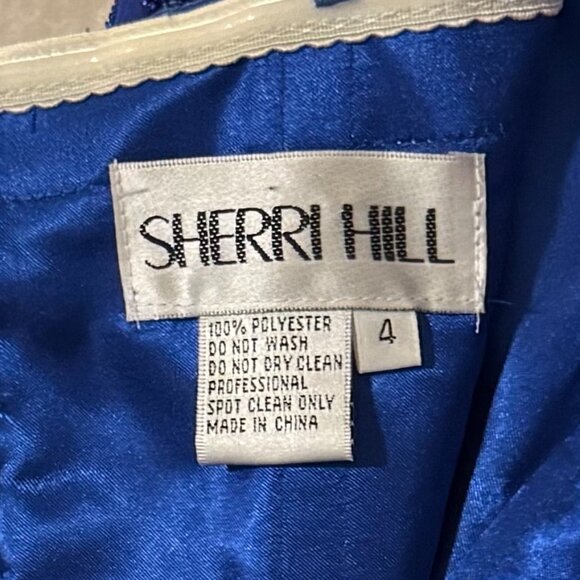 SHERRI HILL
100% POLYESTER
DO NOT WASH
DO NOT DRY CLEAN
PROFESSIONAL
SPOT CLEAN ONLY
MADE IN CHINA
4